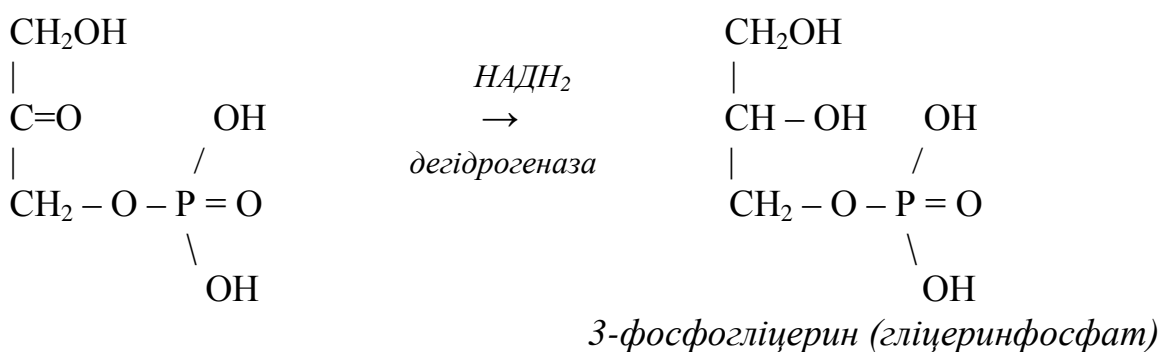 CH₂OH CH₂OH
| НАДН₂ |
C=O OH → CH – OH OH
| / дегідрогеназа | /
CH₂ – O – P = O CH₂ – O – P = O
\ \
OH OH
3-фосфогліцерин (гліцеринфосфат)